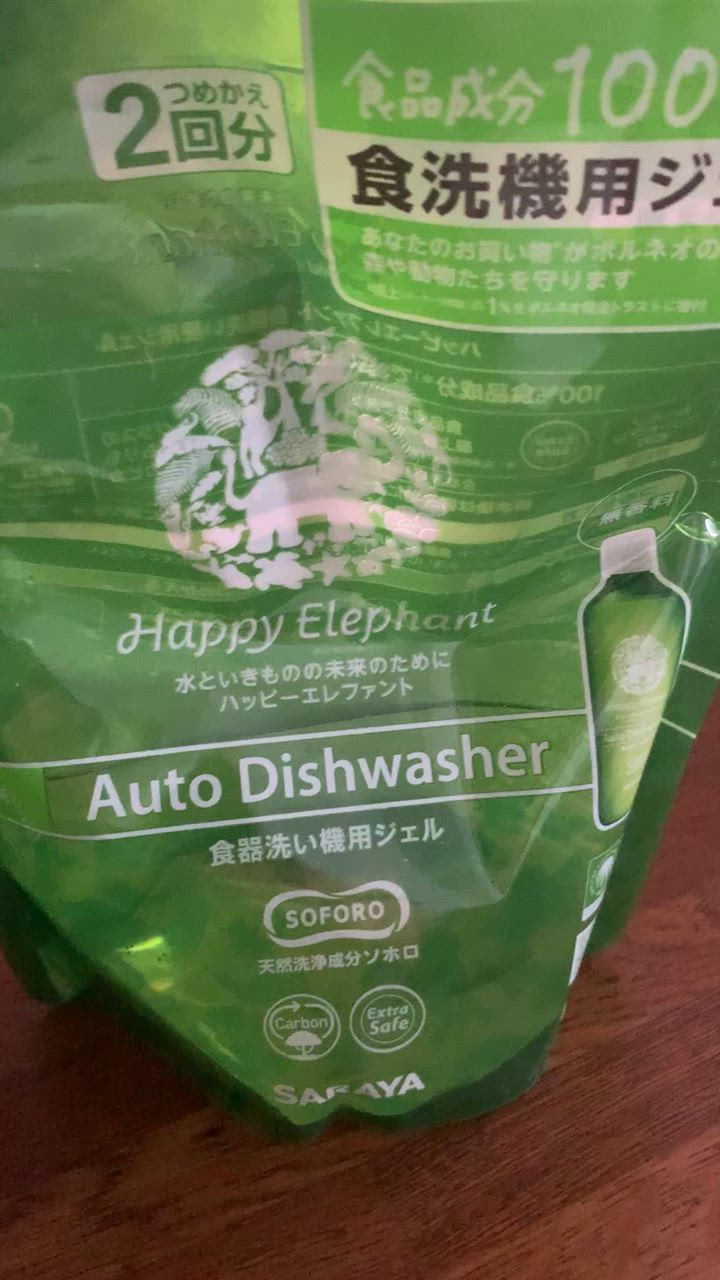 つめかえ
2回分
食品成分100
食洗機用ジェ
あなたのお買い物がボルネオの
森や動物たちを守ります
無香料
Happy Elephant
水といきものの未来のために
ハッピーエレファント
Auto Dishwasher
食器洗い機用ジェル
SOFORO
天然洗浄成分ソホロ
Carbon
Extra
Safe
SARAYA